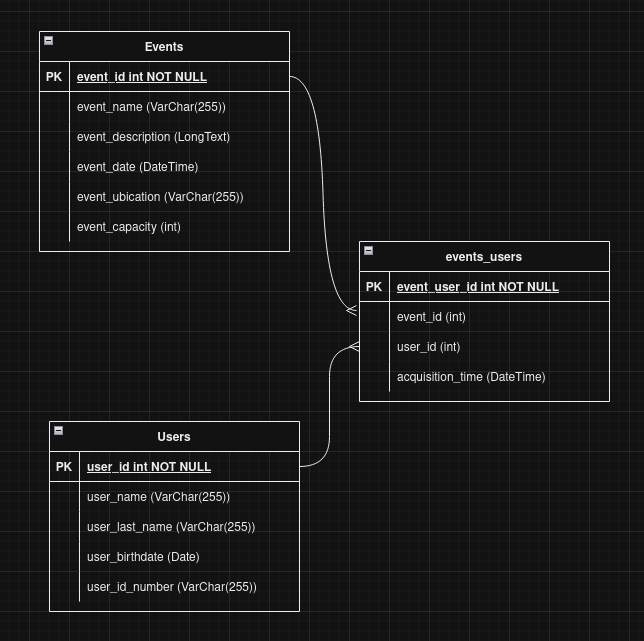 Events
PK event_id int NOT NULL
event_name (VarChar(255))
event_description (LongText)
event_date (DateTime)
event_ubication (VarChar(255))
event_capacity (int)
events_users
PK event_user_id int NOT NULL
event_id (int)
user_id (int)
acquisition_time (DateTime)
Users
PK user_id int NOT NULL
user_name (VarChar(255))
user_last_name (VarChar(255))
user_birthdate (Date)
user_id_number (VarChar(255))